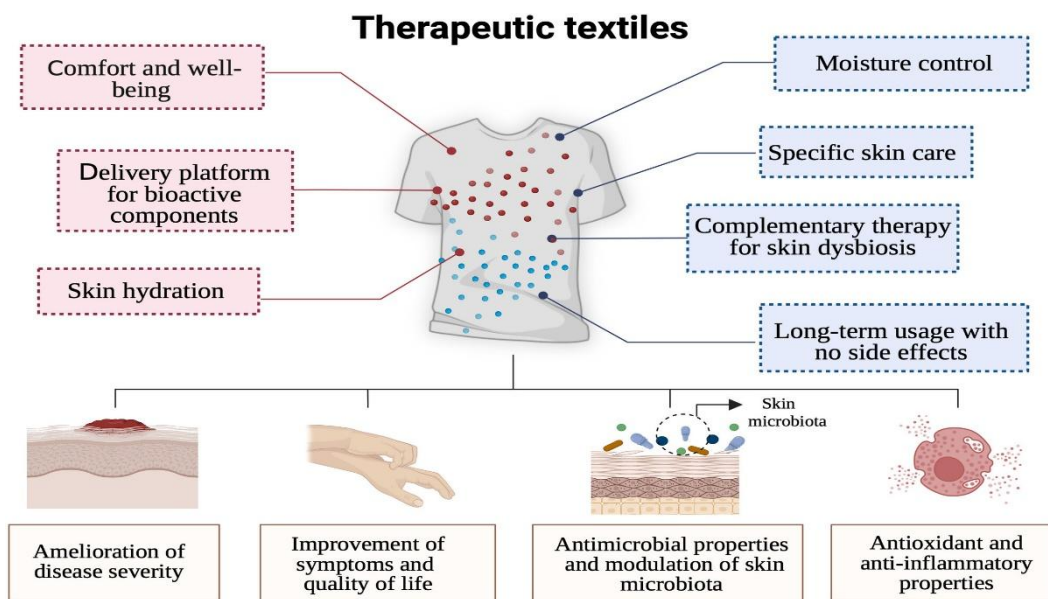 Therapeutic textiles
Comfort and well-
being
Delivery platform
for bioactive
components
Skin hydration
Moisture control
Specific skin care
Complementary therapy
for skin dysbiosis
Long-term usage with
no side effects
Skin
microbiota
Amelioration of
disease severity
Improvement of
symptoms and
quality of life
Antimicrobial properties
and modulation of skin
microbiota
Antioxidant and
anti-inflammatory
properties